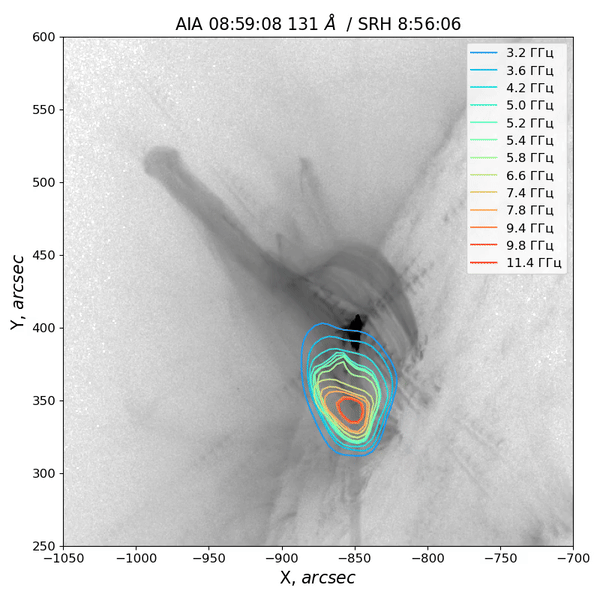 AIA 08:59:08 131 Å / SRH 8:56:06
600
550
500
450
400
350
300
250
Y, arcsec
−1050
−1000
−950
−900
−850
−800
−750
−700
X, arcsec
3.2 ГГц
3.6 ГГц
4.2 ГГц
5.0 ГГц
5.2 ГГц
5.4 ГГц
5.8 ГГц
6.6 ГГц
7.4 ГГц
7.8 ГГц
9.4 ГГц
9.8 ГГц
11.4 ГГц